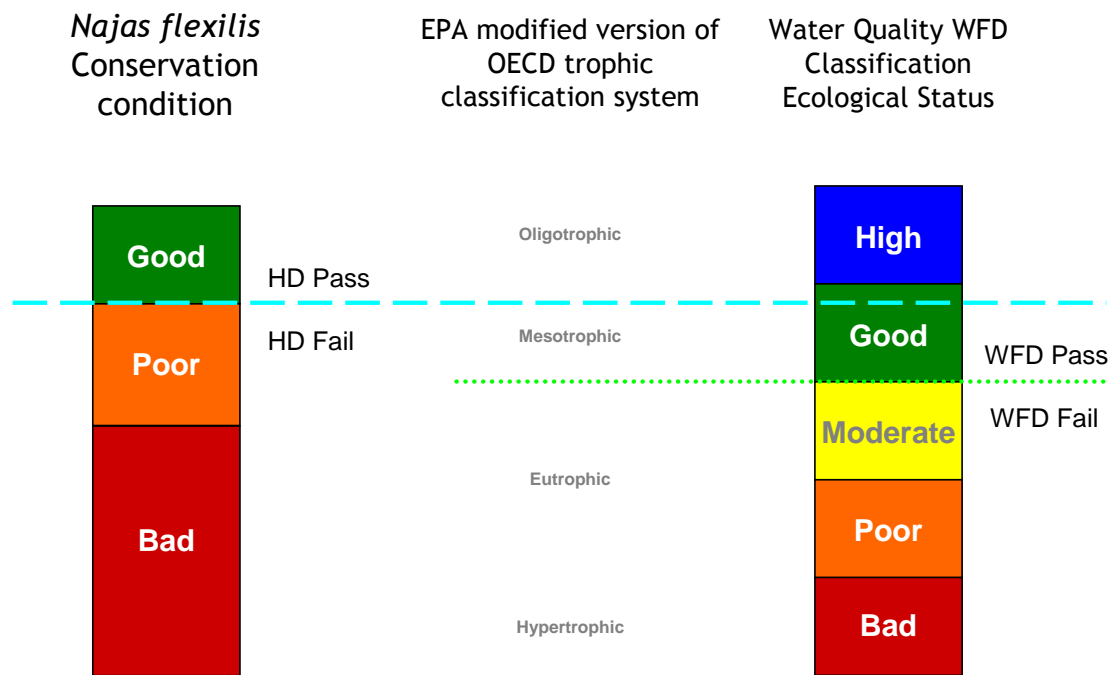 Najas flexilis
Conservation
condition
EPA modified version of
OECD trophic
classification system
Water Quality WFD
Classification
Ecological Status
Good
HD Pass
HD Fail
Poor
Bad
Oligotrophic
Mesotrophic
Eutrophic
Hypertrophic
High
Good
WFD Pass
WFD Fail
Moderate
Poor
Bad